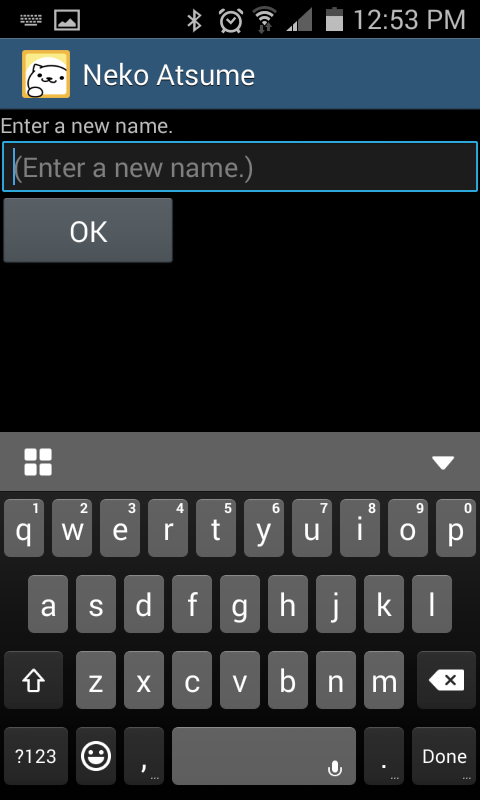 12:53 PM
Neko Atsume
Enter a new name.
(Enter a new name.)
OK
1 2 3 4 5 6 7 8 9 0
q w e r t y u i o p
a s d f g h j k l
z x c v b n m
?123 , ... . ... Done ...